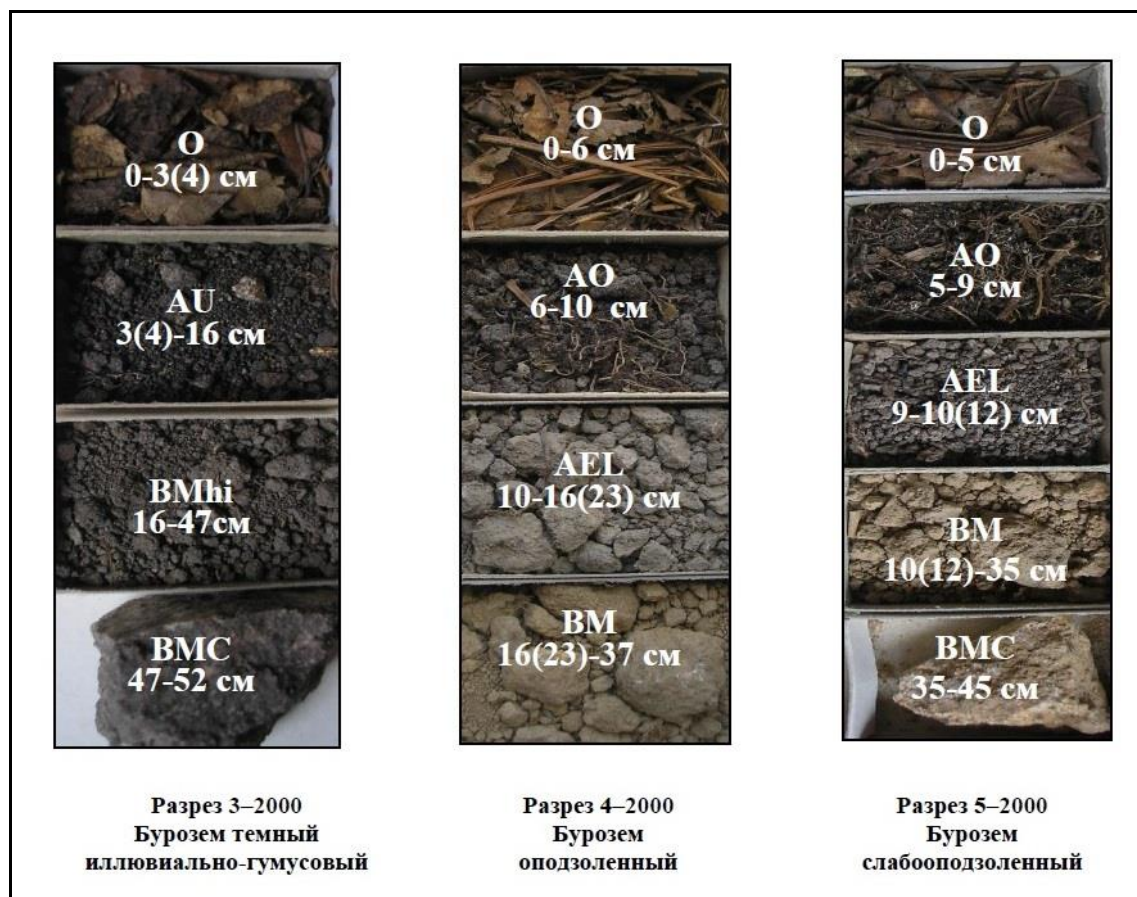 O
0-3(4) см
AU
3(4)-16 см
BMhi
16-47см
BMC
47-52 см
Разрез 3–2000
Бурозем темный
иллювиально-гумусовый
O
0-6 см
AO
6-10 см
AEL
10-16(23) см
BM
16(23)-37 см
Разрез 4–2000
Бурозем
оподзоленный
O
0-5 см
AO
5-9 см
AEL
9-10(12) см
BM
10(12)-35 см
BMC
35-45 см
Разрез 5–2000
Бурозем
слабооподзоленный